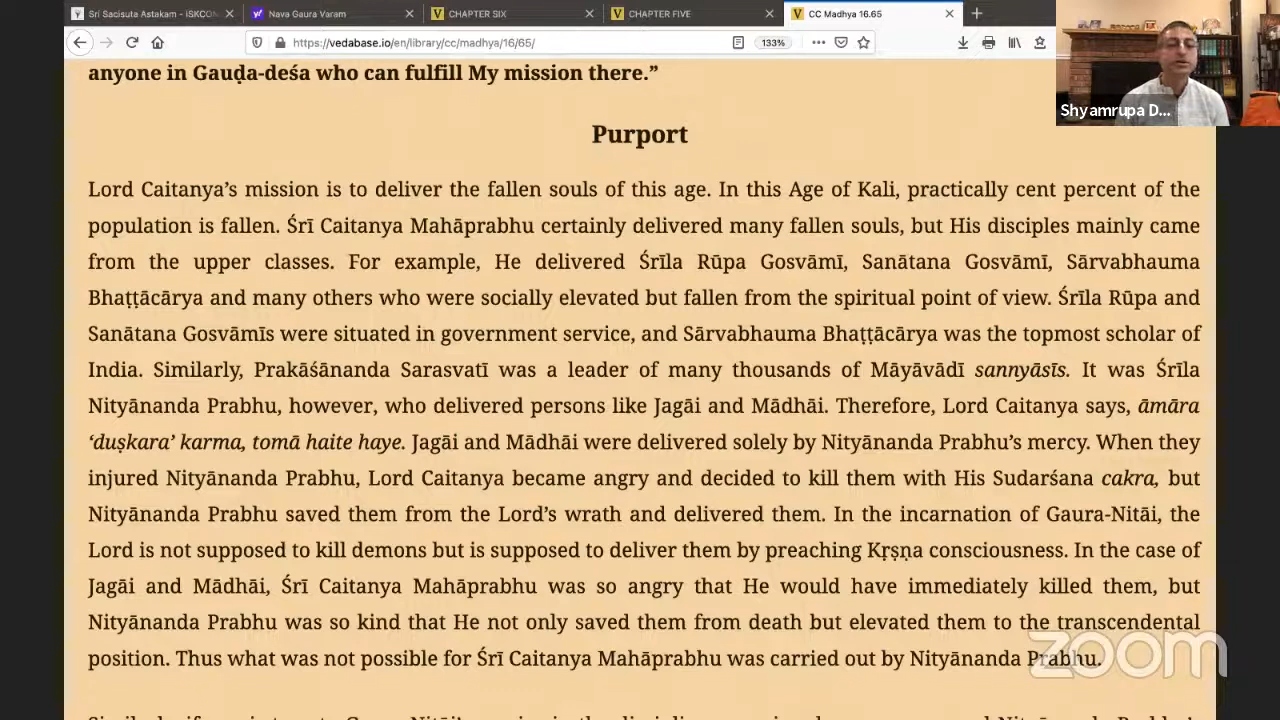 Sri Sacisuta Astakam - ISKCON
Nava Gaura Varam
CHAPTER SIX
CHAPTER FIVE
CC Madhya 16.65
https://vedabase.io/en/library/cc/madhya/16/65/
133%
Shyamrupa D...
anyone in Gauḍa-deśa who can fulfill My mission there.”
Purport
Lord Caitanya’s mission is to deliver the fallen souls of this age. In this Age of Kali, practically cent percent of the
population is fallen. Śrī Caitanya Mahāprabhu certainly delivered many fallen souls, but His disciples mainly came
from the upper classes. For example, He delivered Śrīla Rūpa Gosvāmī, Sanātana Gosvāmī, Sārvabhauma
Bhaṭṭācārya and many others who were socially elevated but fallen from the spiritual point of view. Śrīla Rūpa and
Sanātana Gosvāmīs were situated in government service, and Sārvabhauma Bhaṭṭācārya was the topmost scholar of
India. Similarly, Prakāśānanda Sarasvatī was a leader of many thousands of Māyāvādī sannyāsīs. It was Śrīla
Nityānanda Prabhu, however, who delivered persons like Jagāi and Mādhāi. Therefore, Lord Caitanya says, āmāra
‘duṣkara’ karma, tomā haite haye. Jagāi and Mādhāi were delivered solely by Nityānanda Prabhu’s mercy. When they
injured Nityānanda Prabhu, Lord Caitanya became angry and decided to kill them with His Sudarśana cakra, but
Nityānanda Prabhu saved them from the Lord’s wrath and delivered them. In the incarnation of Gaura-Nitāi, the
Lord is not supposed to kill demons but is supposed to deliver them by preaching Kṛṣṇa consciousness. In the case of
Jagāi and Mādhāi, Śrī Caitanya Mahāprabhu was so angry that He would have immediately killed them, but
Nityānanda Prabhu was so kind that He not only saved them from death but elevated them to the transcendental
position. Thus what was not possible for Śrī Caitanya Mahāprabhu was carried out by Nityānanda Prabhu.
zoom